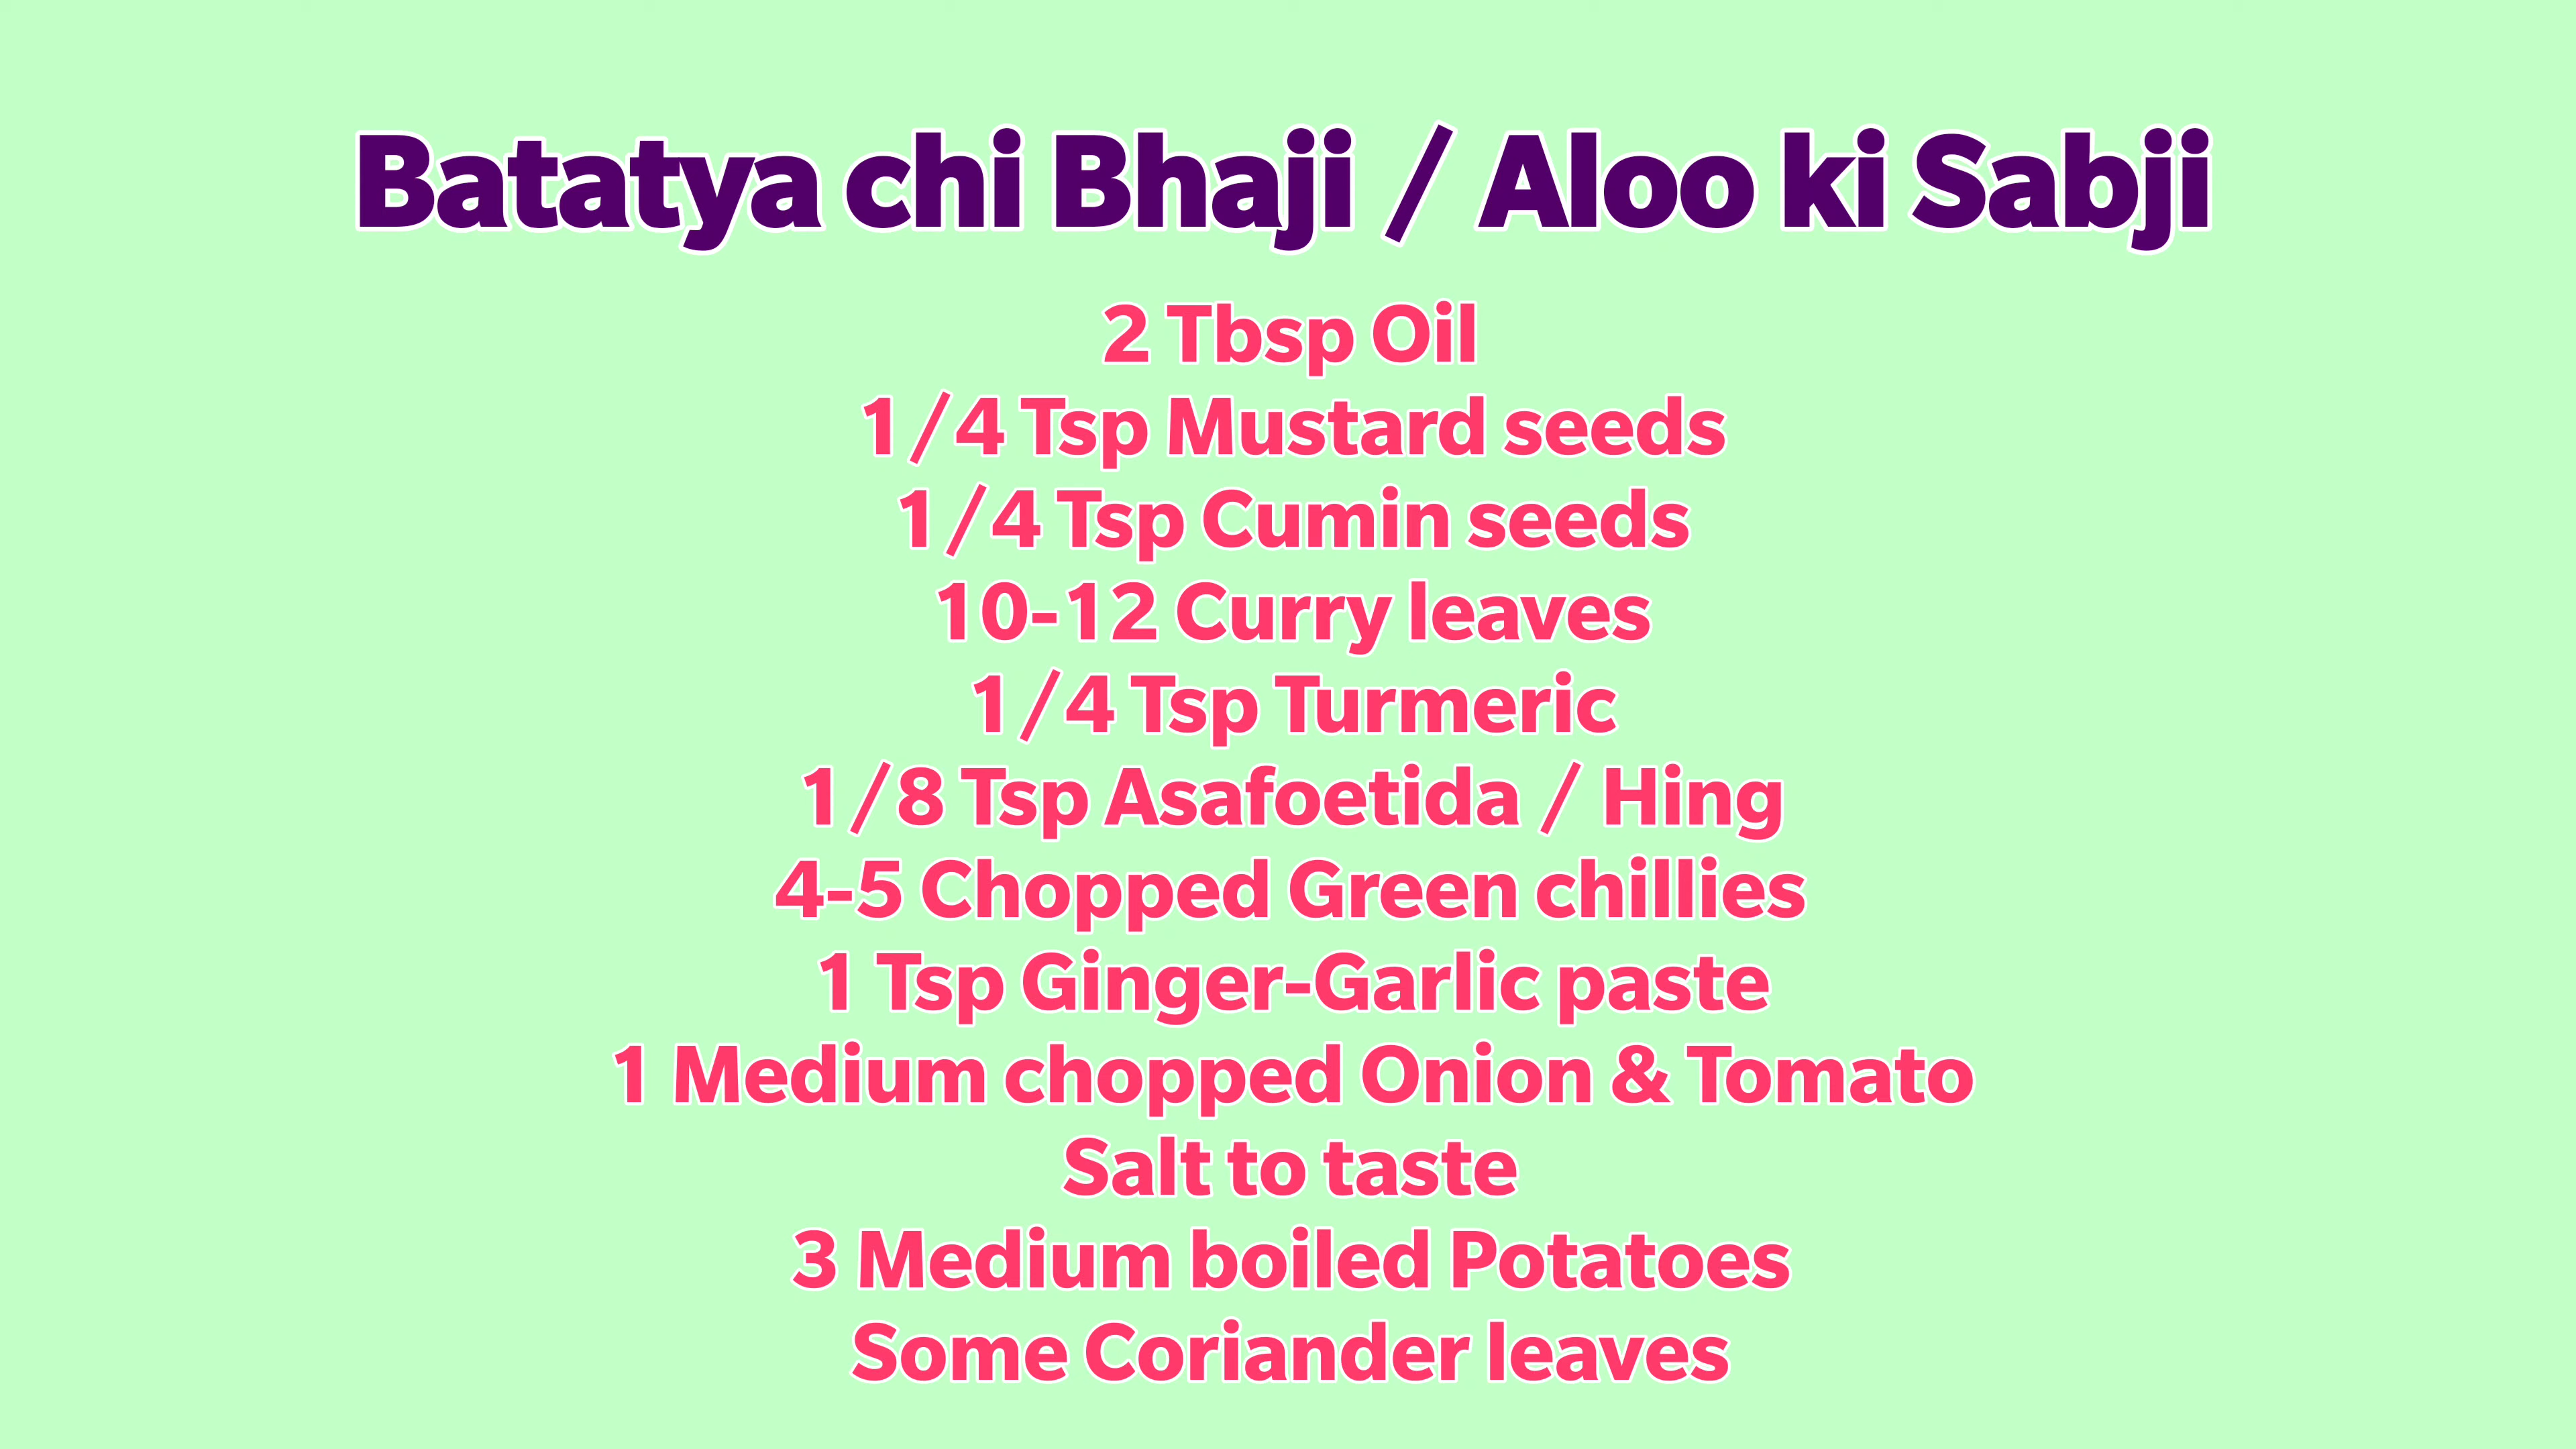 Batatya chi Bhaji / Aloo ki Sabji
2 Tbsp Oil
1/4 Tsp Mustard seeds
1/4 Tsp Cumin seeds
10-12 Curry leaves
1/4 Tsp Turmeric
1/8 Tsp Asafoetida / Hing
4-5 Chopped Green chillies
1 Tsp Ginger-Garlic paste
1 Medium chopped Onion & Tomato
Salt to taste
3 Medium boiled Potatoes
Some Coriander leaves